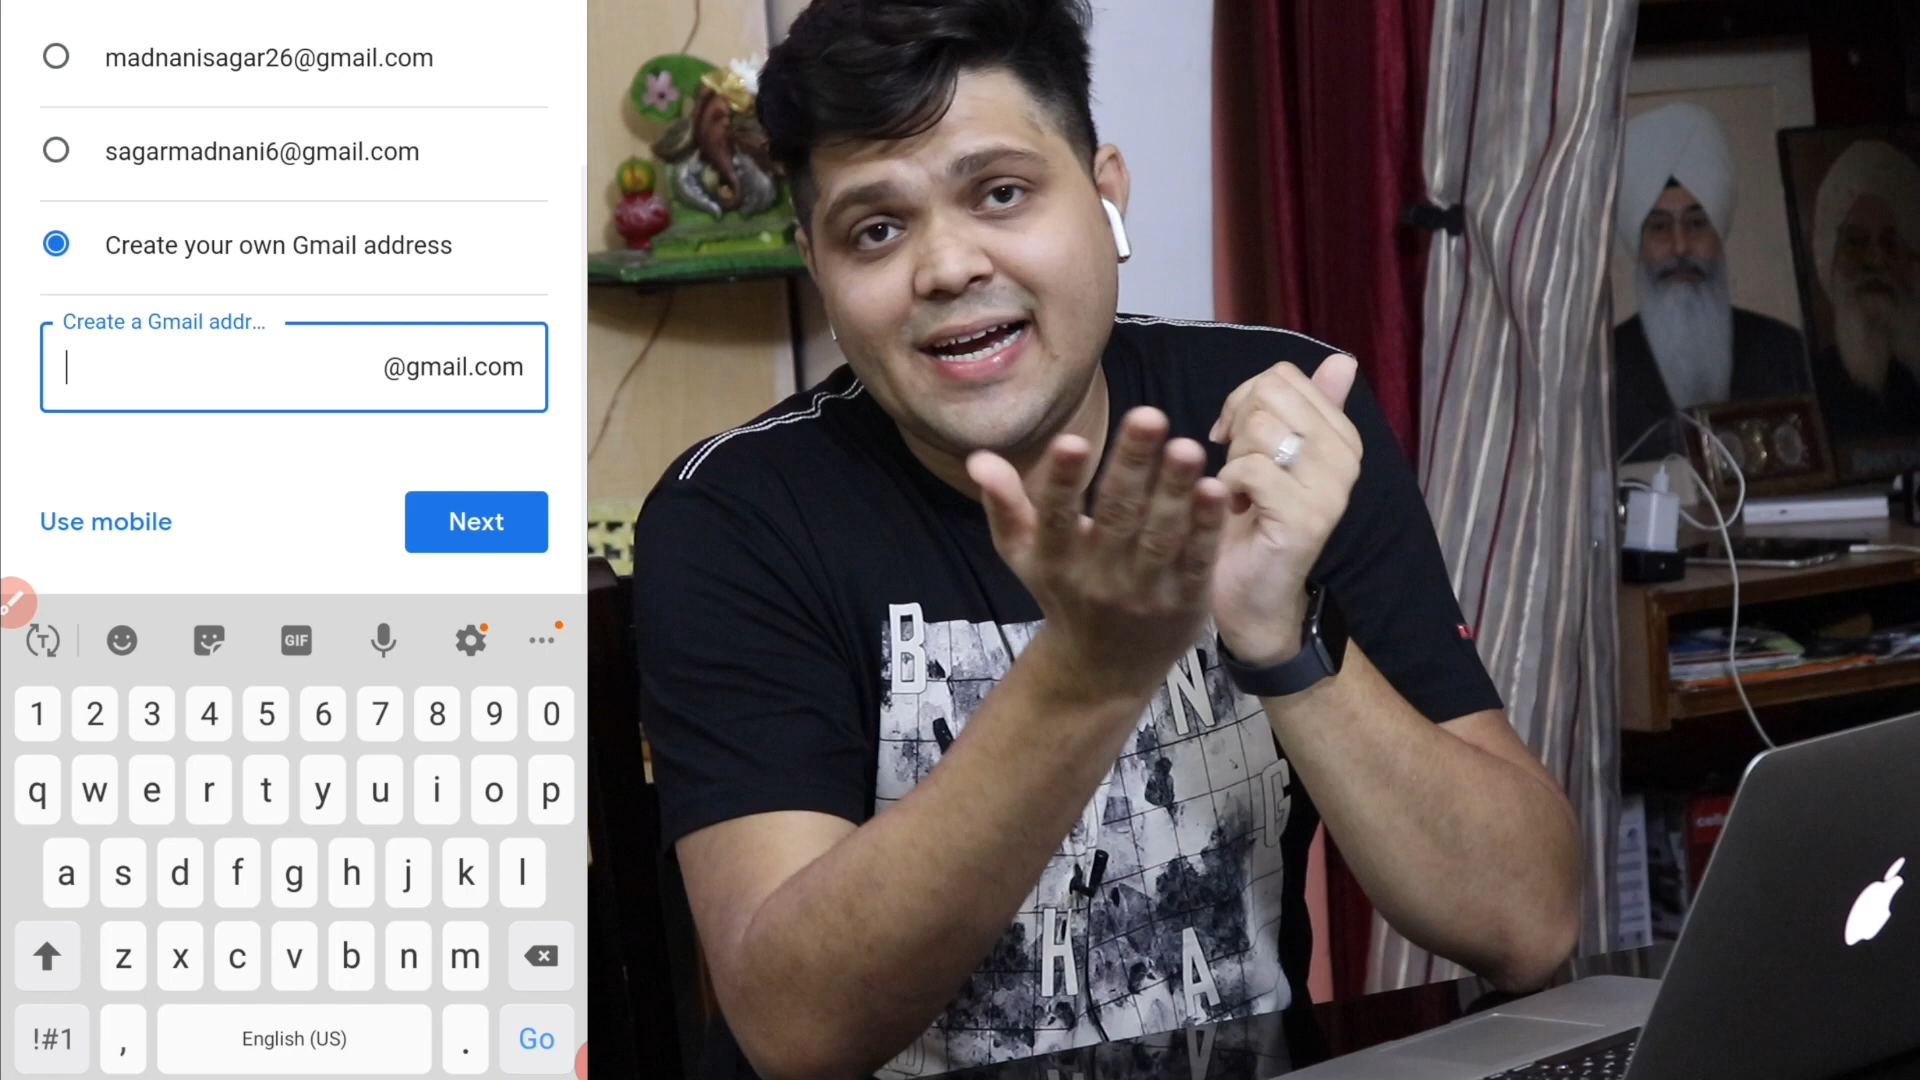 madnanisagar26@gmail.com
sagarmadnani6@gmail.com
Create your own Gmail address
Create a Gmail addr...
@gmail.com
Use mobile
Next
GIF
1 2 3 4 5 6 7 8 9 0
q w e r t y u i o p
a s d f g h j k l
z x c v b n m
!#1 , English (US) . Go
B
N
G
H
A